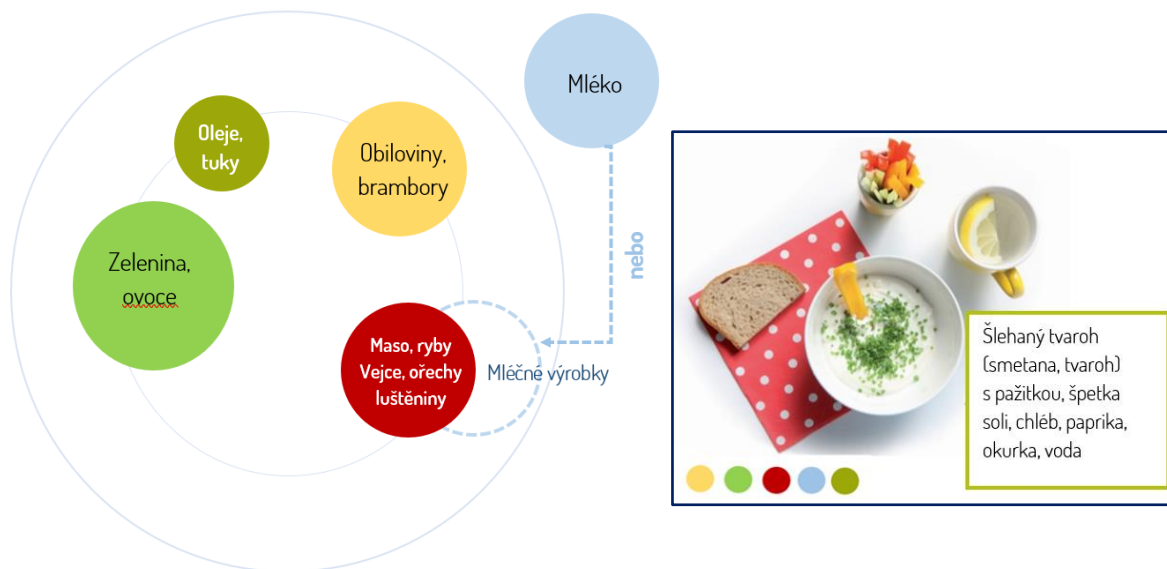 Mléko
Oleje,
tuky
Obiloviny,
brambory
Zelenina,
ovoce
nebo
Maso, ryby
Vejce, ořechy
luštěniny
Mléčné výrobky
Šlehaný tvaroh
(smetana, tvaroh)
s pažitkou, špetka
soli, chléb, paprika,
okurka, voda